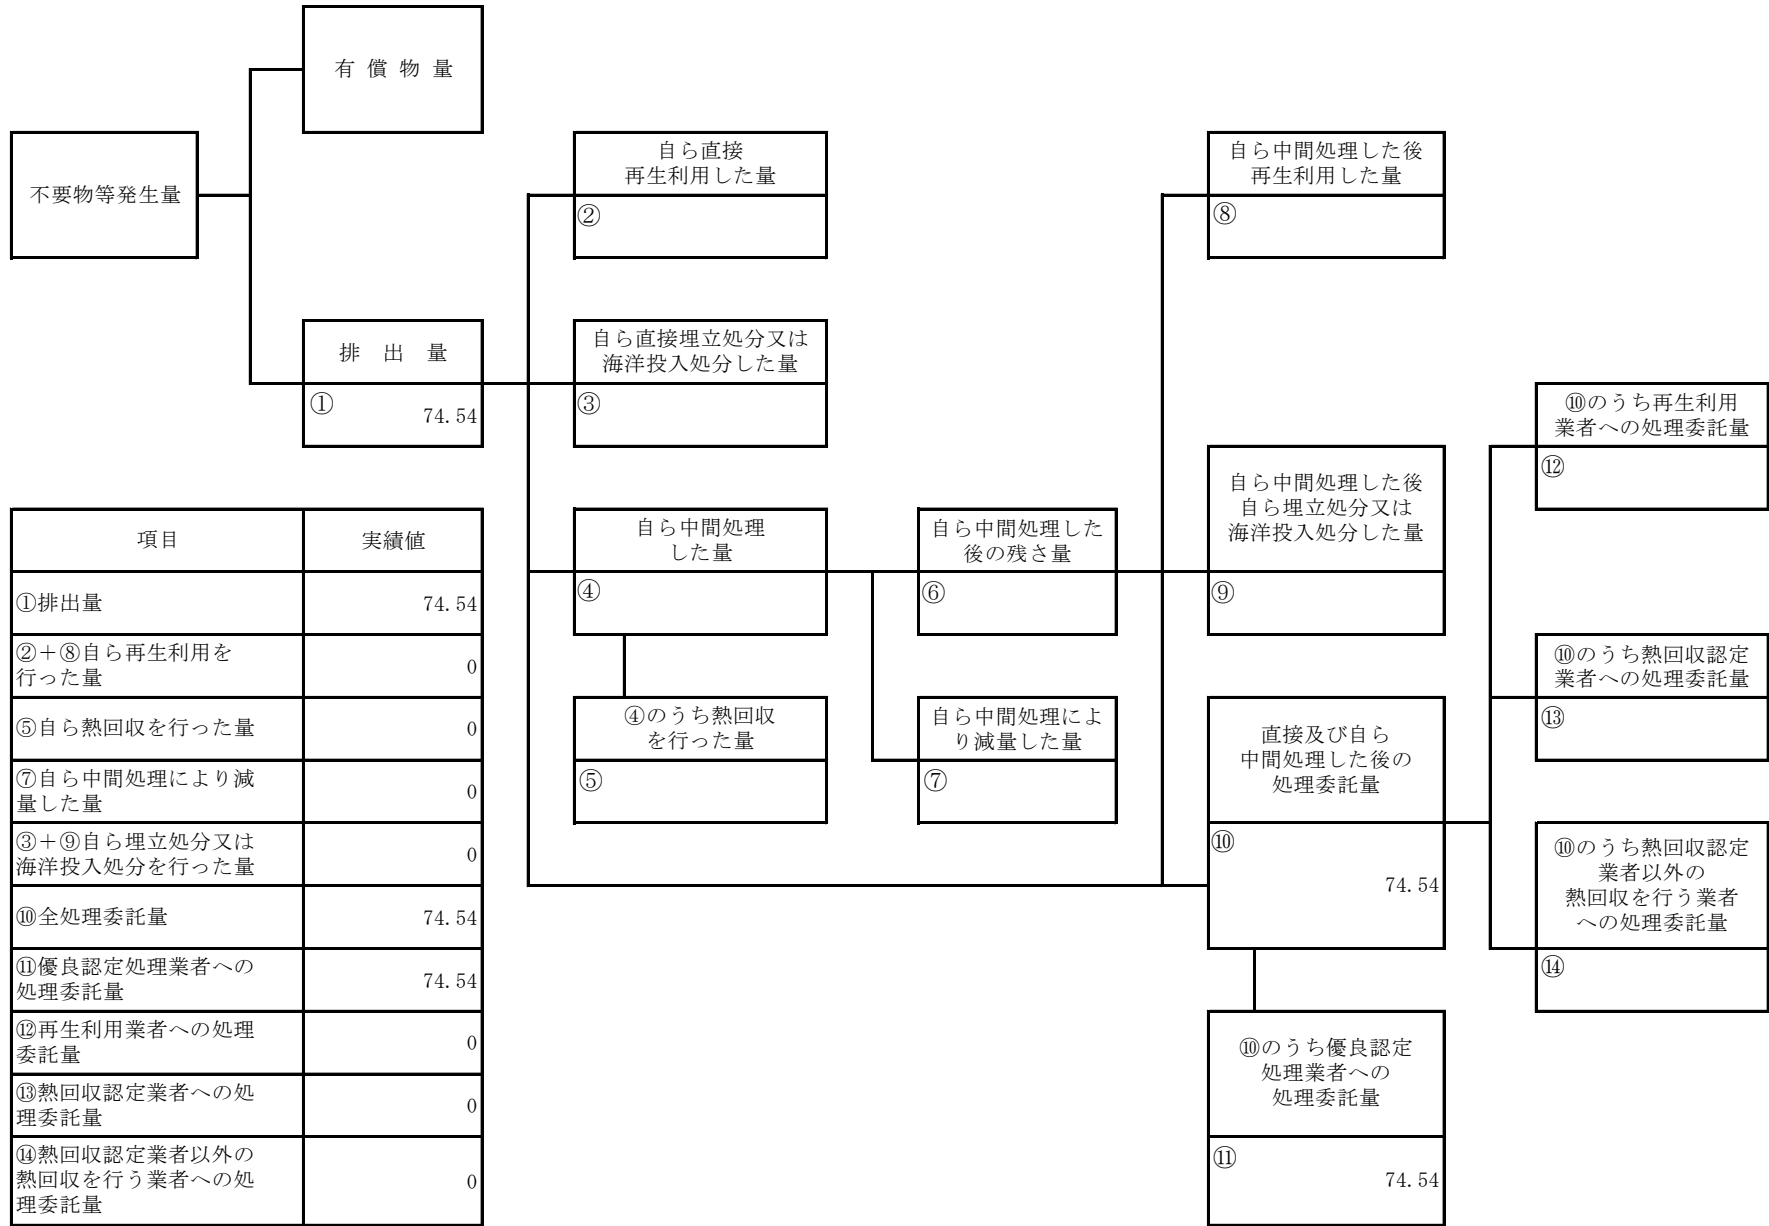 有 償 物 量
不要物等発生量
自ら直接
再生利用した量
②
自ら中間処理した後
再生利用した量
⑧
排 出 量
① 74.54
自ら直接埋立処分又は
海洋投入処分した量
③
⑩のうち再生利用
業者への処理委託量
⑫
自ら中間処理
した量
④
自ら中間処理した
後の残さ量
⑥
自ら中間処理した後
自ら埋立処分又は
海洋投入処分した量
⑨
⑩のうち熱回収認定
業者への処理委託量
⑬
④のうち熱回収
を行った量
⑤
自ら中間処理によ
り減量した量
⑦
直接及び自ら
中間処理した後の
処理委託量
⑩
74.54
⑩のうち熱回収認定
業者以外の
熱回収を行う業者
への処理委託量
⑭
⑩のうち優良認定
処理業者への
処理委託量
⑪
74.54
項目 実績値
①排出量 74.54
②＋⑧自ら再生利用を
行った量 0
⑤自ら熱回収を行った量 0
⑦自ら中間処理により減
量した量 0
③＋⑨自ら埋立処分又は
海洋投入処分を行った量 0
⑩全処理委託量 74.54
⑪優良認定処理業者への
処理委託量 74.54
⑫再生利用業者への処理
委託量 0
⑬熱回収認定業者への処
理委託量 0
⑭熱回収認定業者以外の
熱回収を行う業者への処
理委託量 0